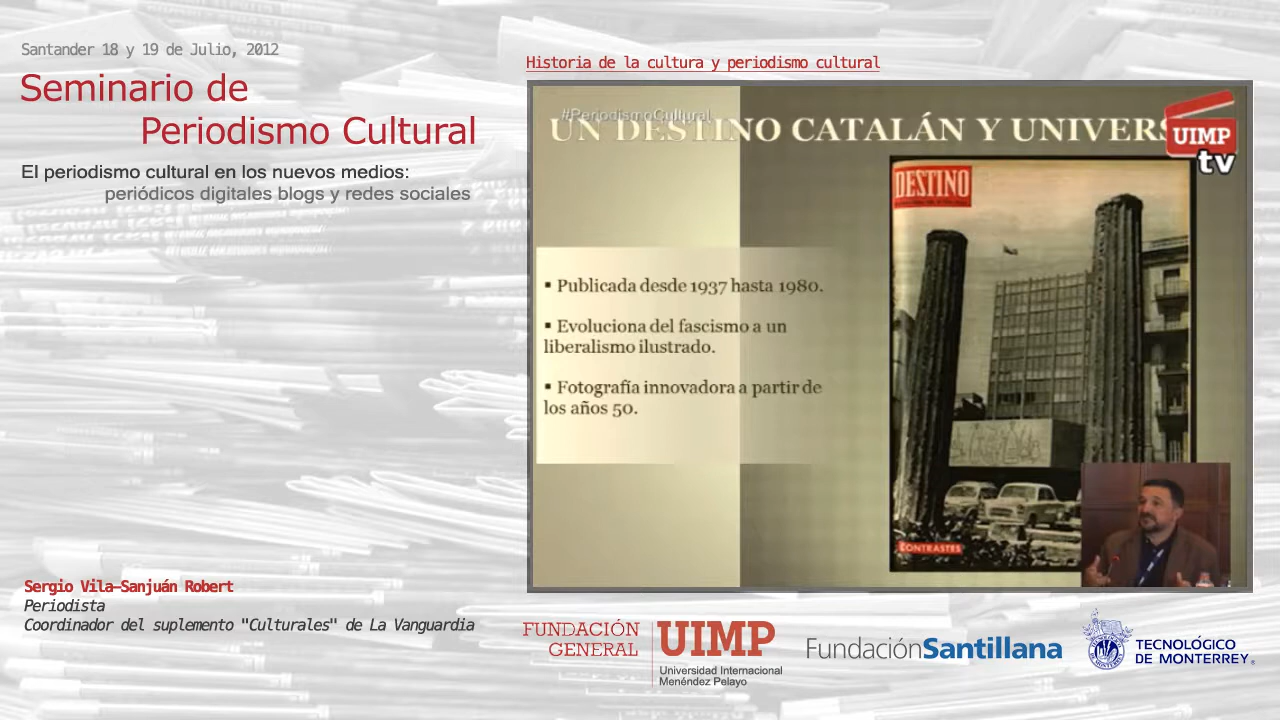 Santander 18 y 19 de Julio, 2012
Seminario de
Periodismo Cultural
El periodismo cultural en los nuevos medios:
periódicos digitales blogs y redes sociales
Historia de la cultura y periodismo cultural
#PeriodismoCultural
UN DESTINO CATALÁN Y UNIVERS
UIMP
tv
DESTINO
▪ Publicada desde 1937 hasta 1980.
▪ Evoluciona del fascismo a un
liberalismo ilustrado.
▪ Fotografía innovadora a partir de
los años 50.
CONTRASTES
Sergio Vila-Sanjuán Robert
Periodista
Coordinador del suplemento "Culturales" de La Vanguardia
FUNDACIÓN
GENERAL
UIMP
Universidad Internacional
Menéndez Pelayo
FundaciónSantillana
TECNOLÓGICO
DE MONTERREY®